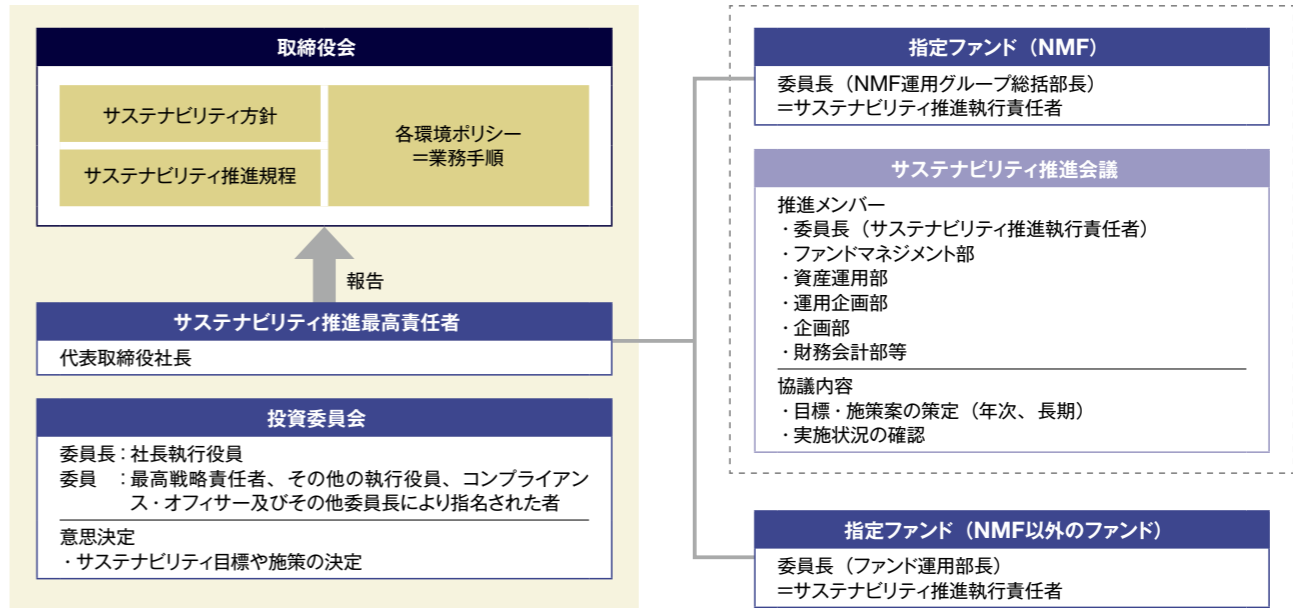 取締役会
サステナビリティ方針
サステナビリティ推進規程
各環境ポリシー
＝業務手順
報告
サステナビリティ推進最高責任者
代表取締役社長
投資委員会
委員長：社長執行役員
委員　：最高戦略責任者、その他の執行役員、コンプライアン
ス・オフィサー及びその他委員長により指名された者
意思決定
・サステナビリティ目標や施策の決定
指定ファンド（NMF）
委員長（NMF運用グループ総括部長）
＝サステナビリティ推進執行責任者
サステナビリティ推進会議
推進メンバー
・委員長（サステナビリティ推進執行責任者）
・ファンドマネジメント部
・資産運用部
・運用企画部
・企画部
・財務会計部等
協議内容
・目標・施策案の策定（年次、長期）
・実施状況の確認
指定ファンド（NMF以外のファンド）
委員長（ファンド運用部長）
＝サステナビリティ推進執行責任者